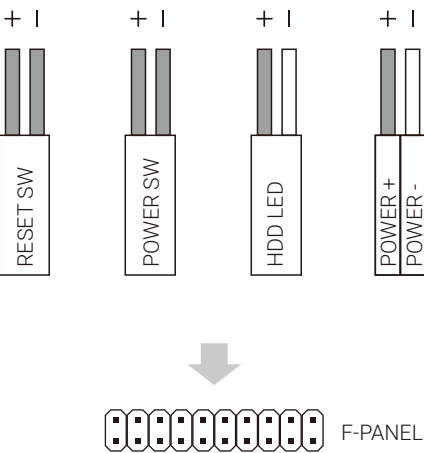 + − + − + − + −
RESET SW
POWER SW
HDD LED
POWER +
POWER -
F-PANEL